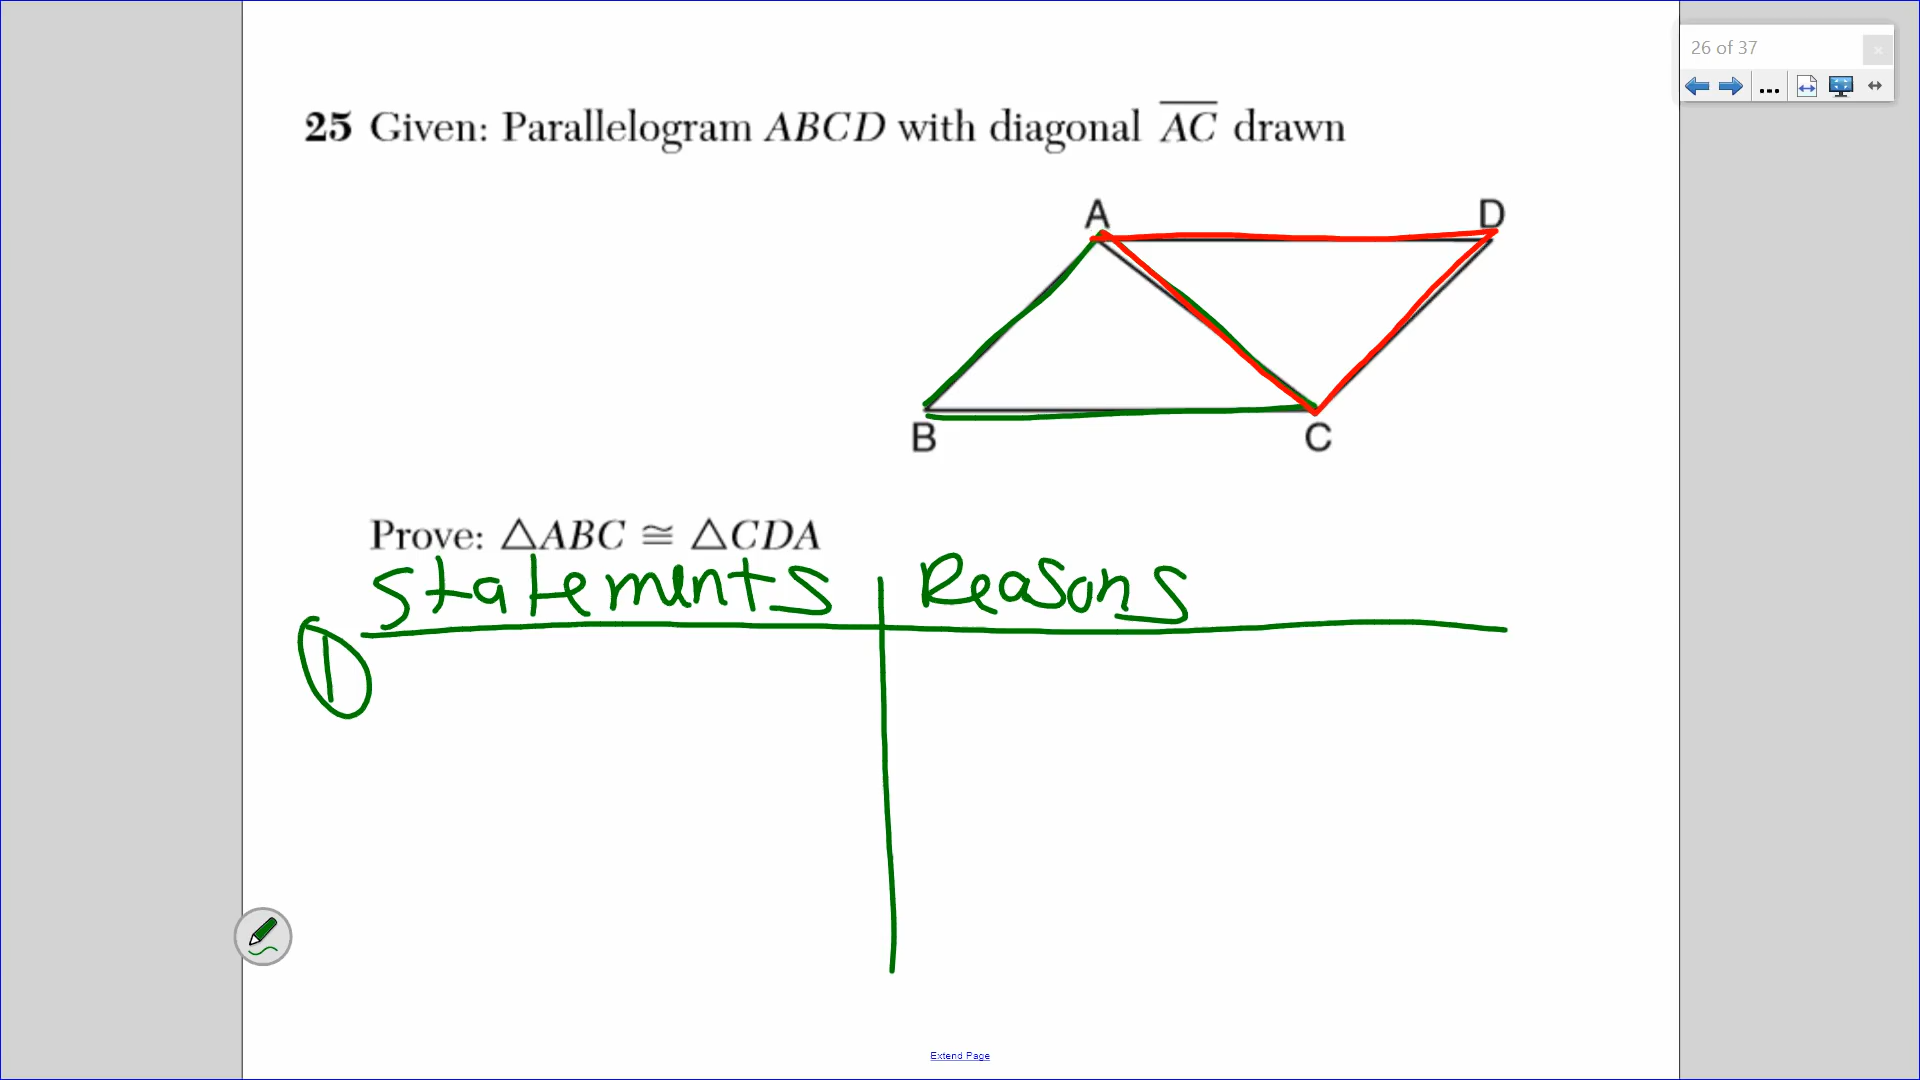 26 of 37
25 Given: Parallelogram ABCD with diagonal AC drawn
A D
B C
Prove: △ABC ≅ △CDA
Statements Reasons
①
Extend Page